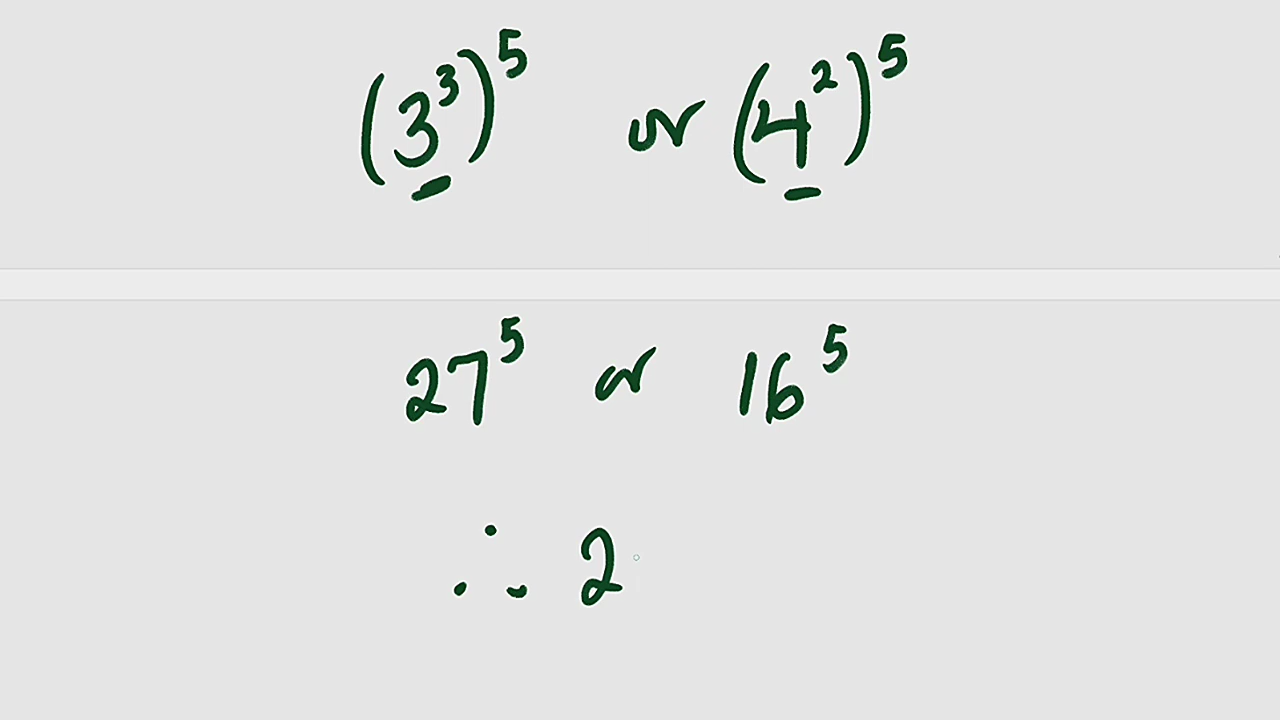 (3³)⁵ or (4²)⁵
27⁵ or 16⁵
∴ 2